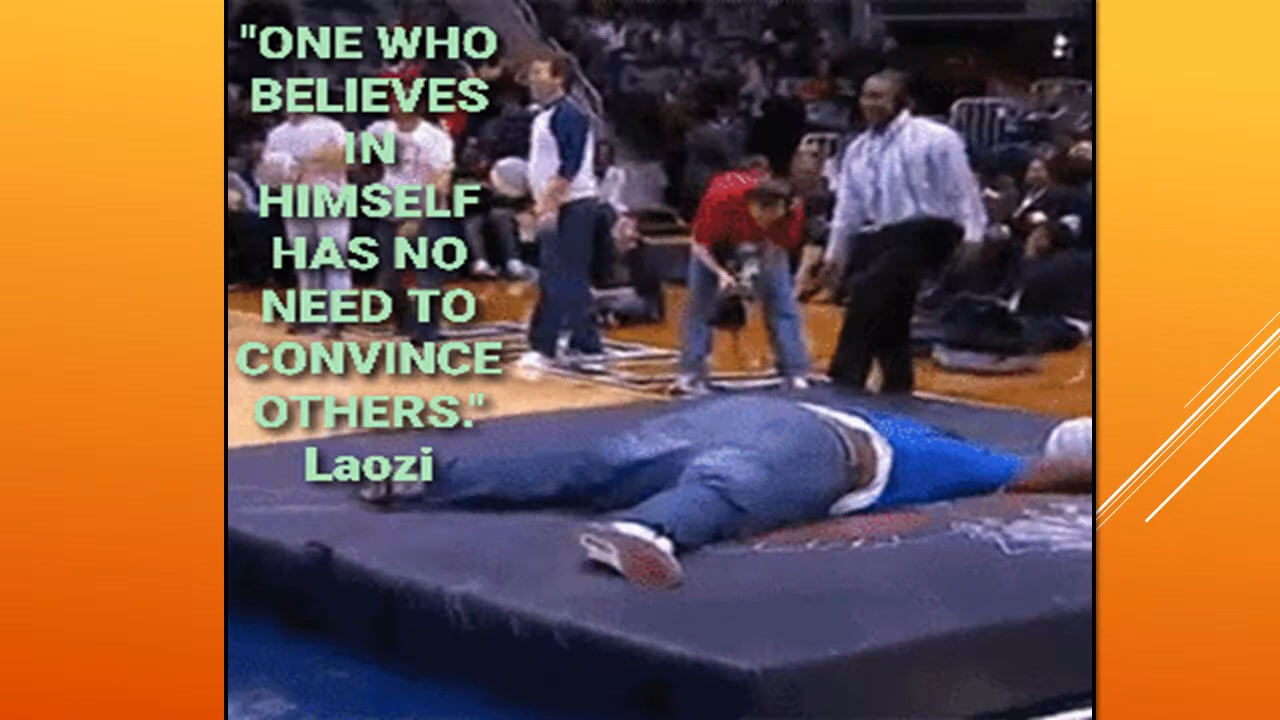 "ONE WHO
BELIEVES
IN
HIMSELF
HAS NO
NEED TO
CONVINCE
OTHERS."
Laozi